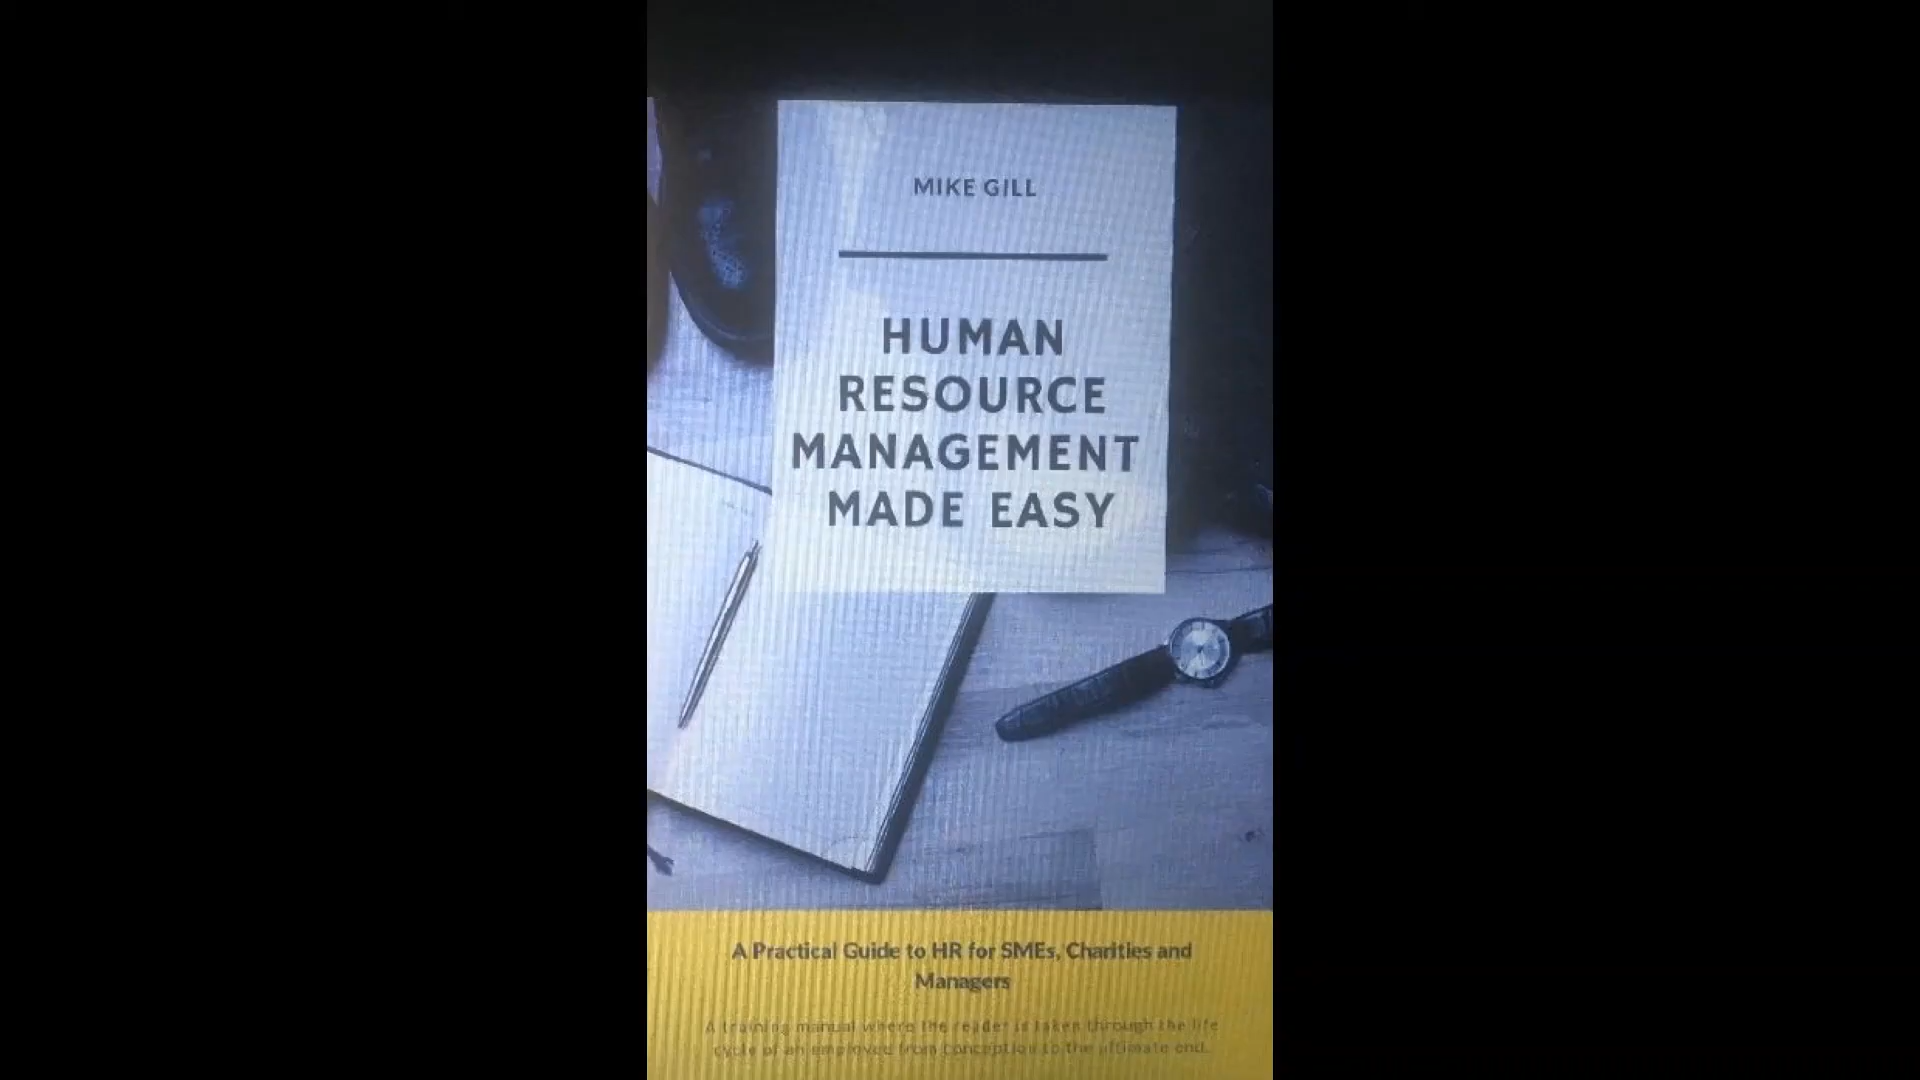 MIKE GILL
HUMAN
RESOURCE
MANAGEMENT
MADE EASY
A Practical Guide to HR for SMEs, Charities and
Managers
A training manual where the reader is taken through the life
cycle of an employee from conception to the ultimate end.